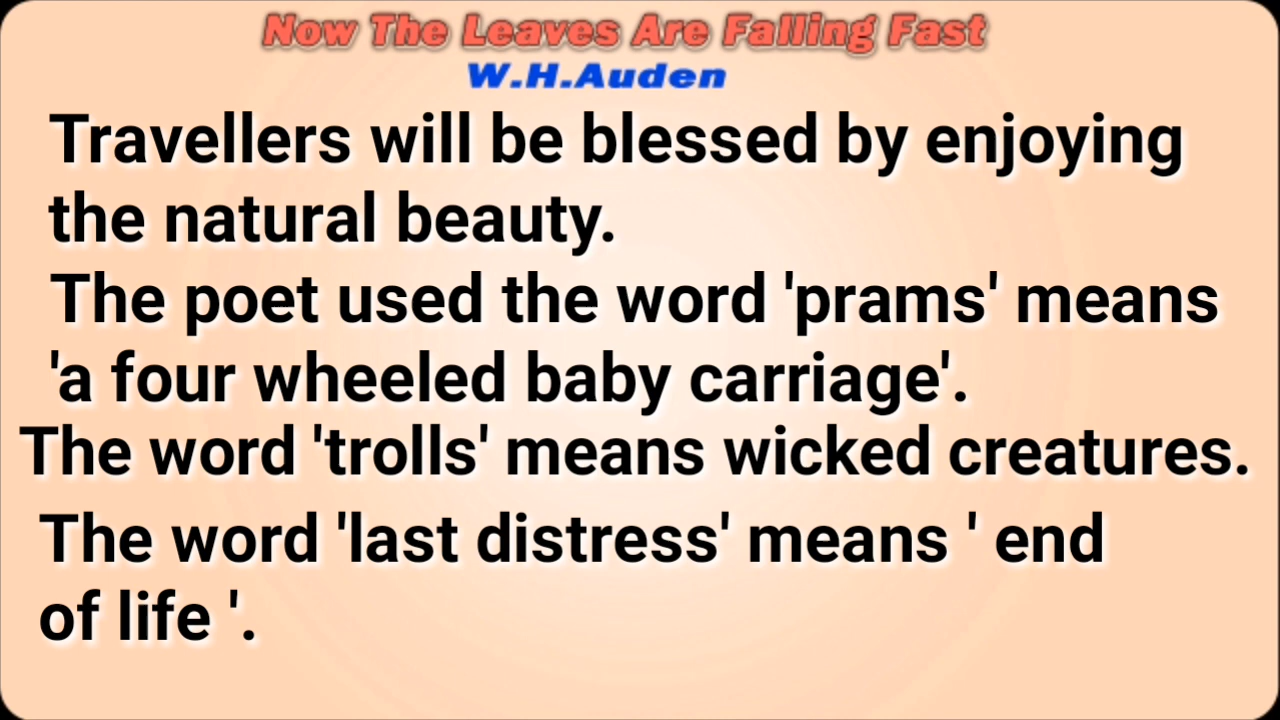 Now The Leaves Are Falling Fast
W.H.Auden
Travellers will be blessed by enjoying
the natural beauty.
The poet used the word 'prams' means
'a four wheeled baby carriage'.
The word 'trolls' means wicked creatures.
The word 'last distress' means ' end
of life '.